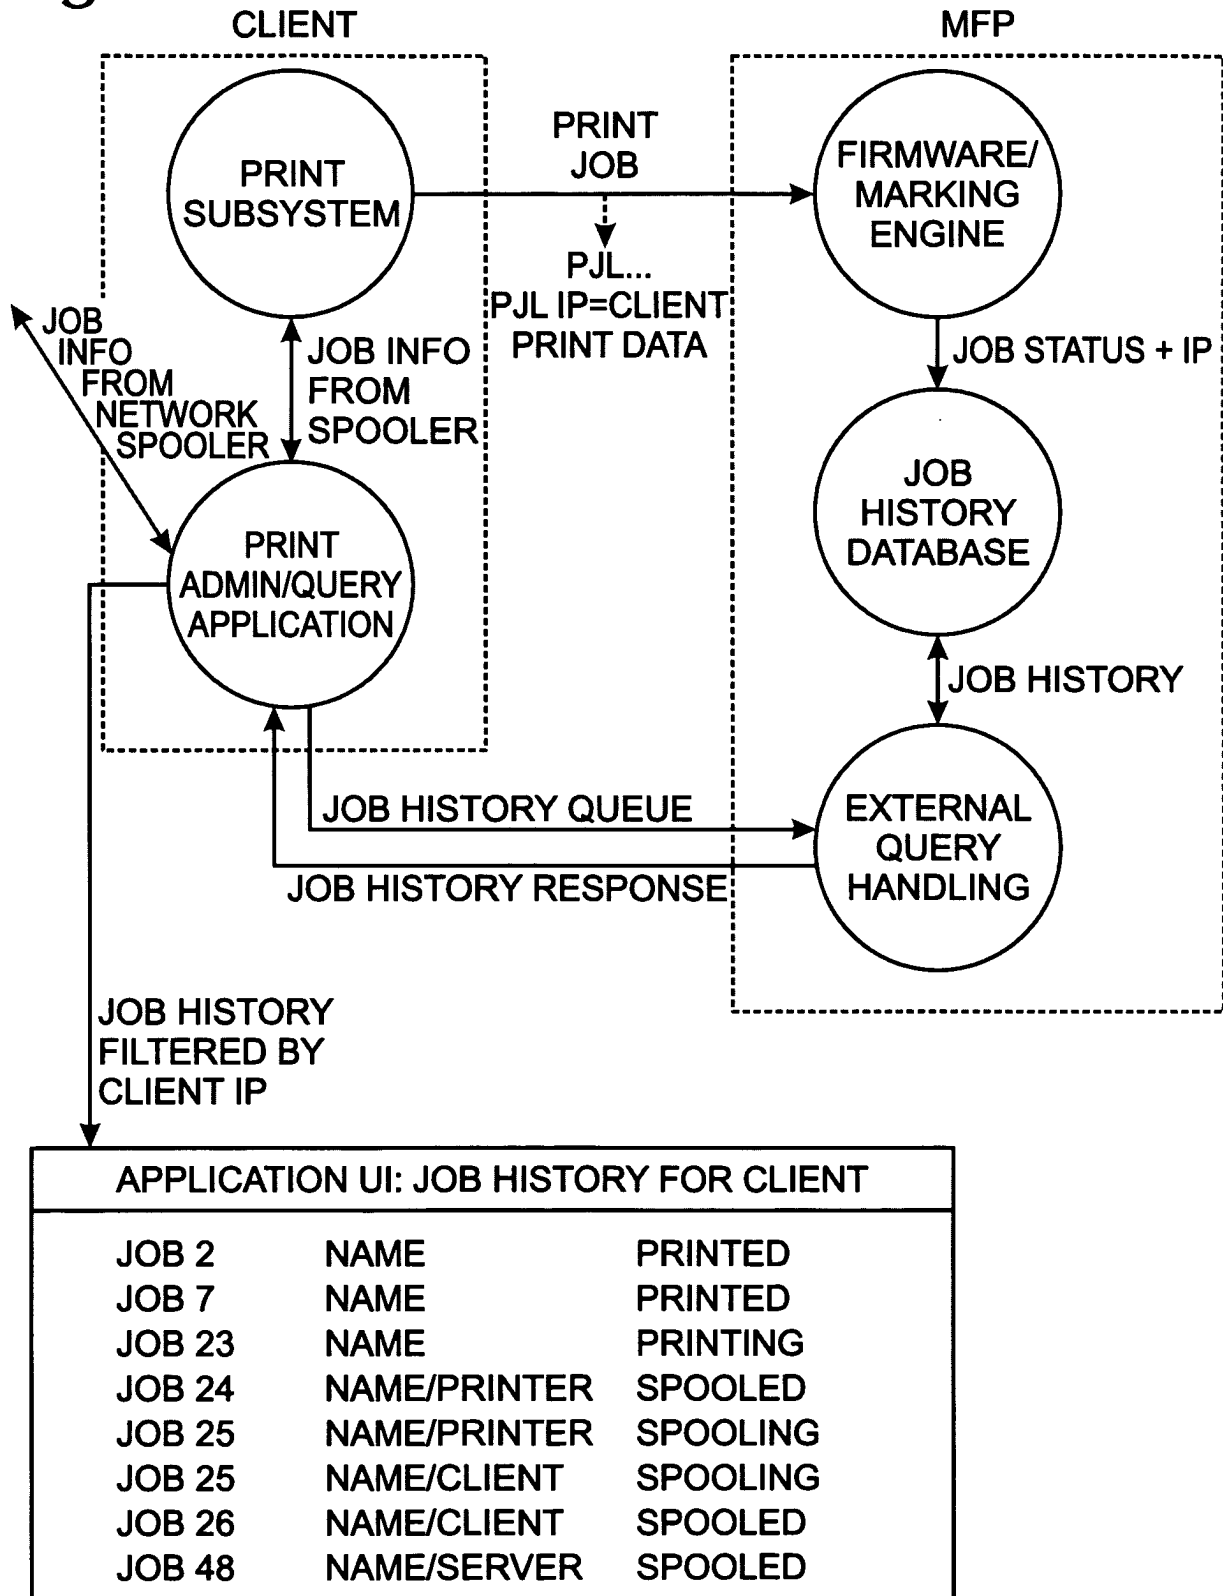 CLIENT
MFP
PRINT
SUBSYSTEM
PRINT
JOB
PJL...
PJL IP=CLIENT
PRINT DATA
FIRMWARE/
MARKING
ENGINE
JOB
INFO
FROM
NETWORK
SPOOLER
JOB INFO
FROM
SPOOLER
JOB STATUS + IP
JOB
HISTORY
DATABASE
PRINT
ADMIN/QUERY
APPLICATION
JOB HISTORY
JOB HISTORY QUEUE
JOB HISTORY RESPONSE
EXTERNAL
QUERY
HANDLING
JOB HISTORY
FILTERED BY
CLIENT IP
APPLICATION UI: JOB HISTORY FOR CLIENT
JOB 2 NAME PRINTED
JOB 7 NAME PRINTED
JOB 23 NAME PRINTING
JOB 24 NAME/PRINTER SPOOLED
JOB 25 NAME/PRINTER SPOOLING
JOB 25 NAME/CLIENT SPOOLING
JOB 26 NAME/CLIENT SPOOLED
JOB 48 NAME/SERVER SPOOLED